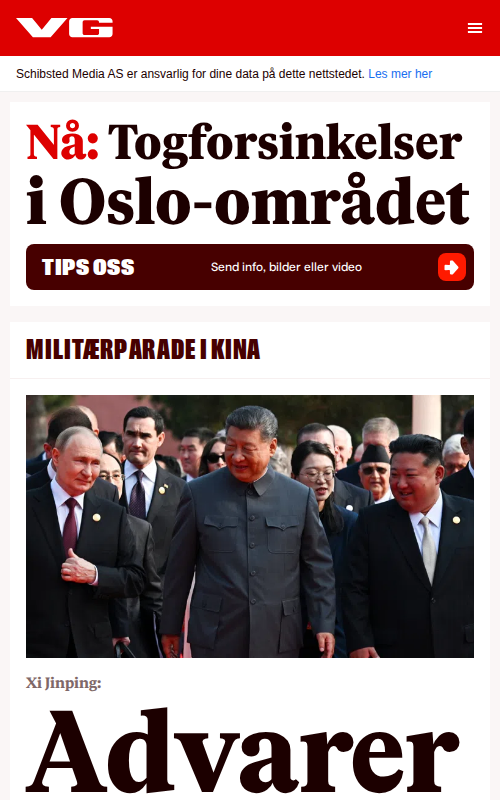 VG
Schibsted Media AS er ansvarlig for dine data på dette nettstedet. Les mer her
Nå: Togforsinkelser
i Oslo-området
TIPS OSS
Send info, bilder eller video
MILITÆRPARADE I KINA
Xi Jinping:
Advarer